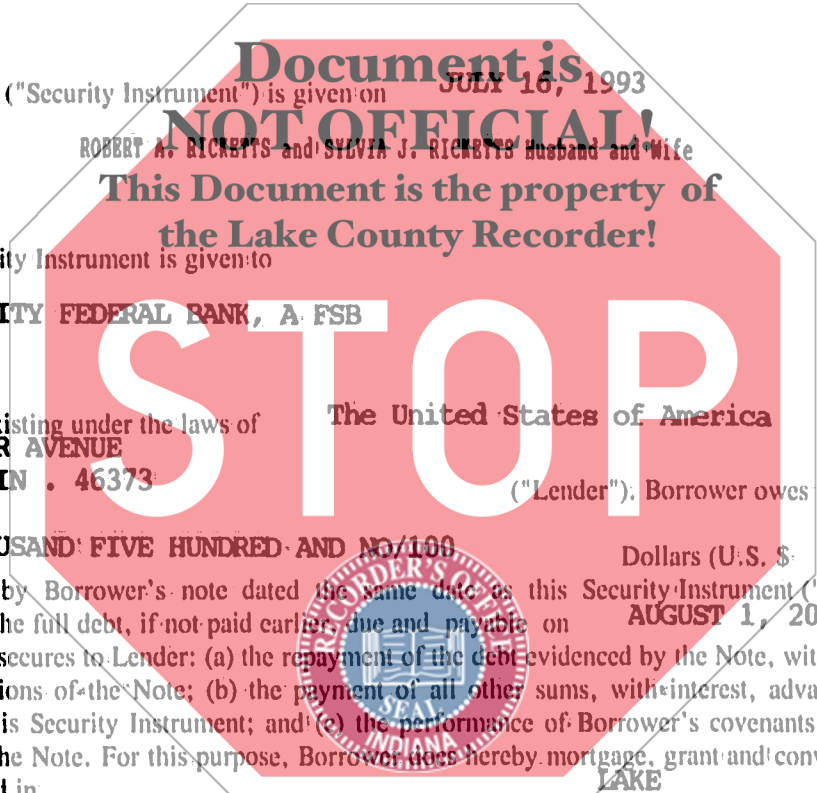 Document is
("Security Instrument") is given on JULY 16, 1993
NOT OFFICIAL!
ROBERT A. RICKETTS and SYLVIA J. RICKETTS Husband and Wife
This Document is the property of
the Lake County Recorder!
ity Instrument is given to
ITY FEDERAL BANK, A FSB
STOP
isting under the laws of The United States of America
R AVENUE
IN . 46373
("Lender"). Borrower owes
USAND FIVE HUNDRED AND NO/100
Dollars (U.S. $
by Borrower's note dated the same date as this Security Instrument ("
he full debt, if not paid earlier, due and payable on AUGUST 1, 20
secures to Lender: (a) the repayment of the debt evidenced by the Note, wit
ions of the Note; (b) the payment of all other sums, with interest, adva
is Security Instrument; and (c) the performance of Borrower's covenants
he Note. For this purpose, Borrower does hereby mortgage, grant and conv
d in LAKE
RECORDER'S OFFICE
SEAL
INDIANA